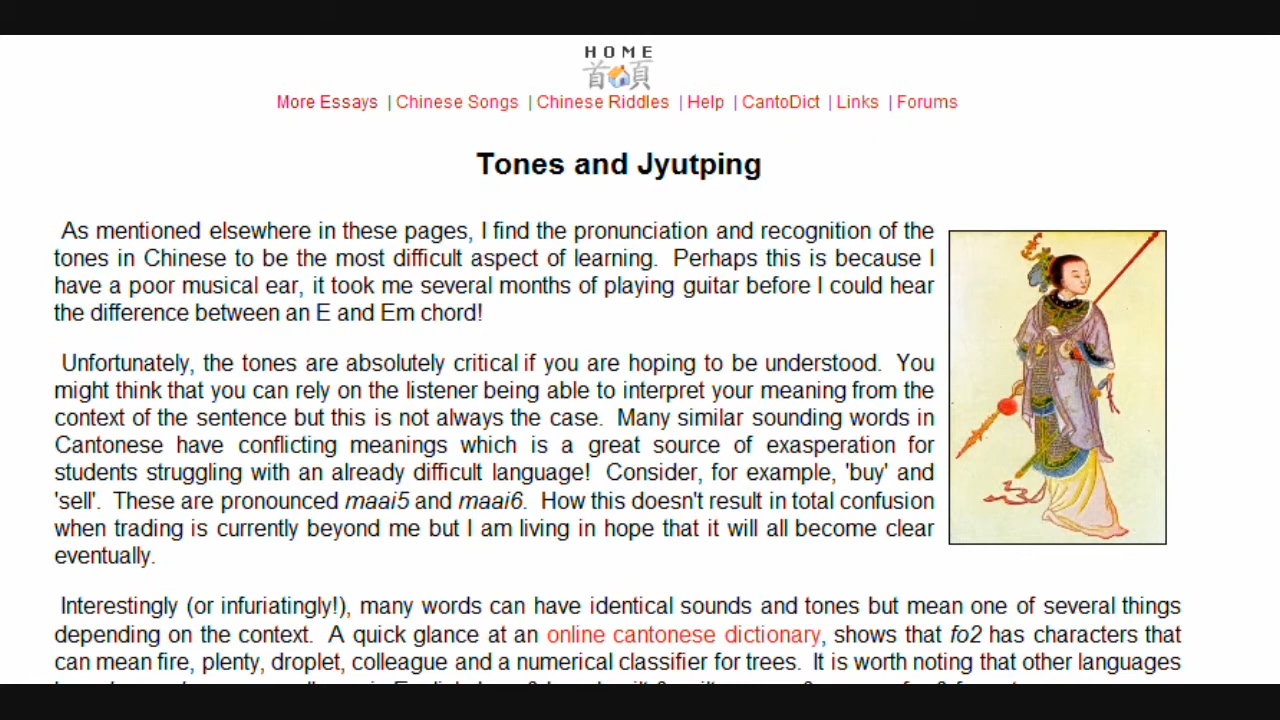 HOME
首頁
More Essays | Chinese Songs | Chinese Riddles | Help | CantoDict | Links | Forums
Tones and Jyutping
As mentioned elsewhere in these pages, I find the pronunciation and recognition of the
tones in Chinese to be the most difficult aspect of learning. Perhaps this is because I
have a poor musical ear, it took me several months of playing guitar before I could hear
the difference between an E and Em chord!
Unfortunately, the tones are absolutely critical if you are hoping to be understood. You
might think that you can rely on the listener being able to interpret your meaning from the
context of the sentence but this is not always the case. Many similar sounding words in
Cantonese have conflicting meanings which is a great source of exasperation for
students struggling with an already difficult language! Consider, for example, 'buy' and
'sell'. These are pronounced maai5 and maai6. How this doesn't result in total confusion
when trading is currently beyond me but I am living in hope that it will all become clear
eventually.
Interestingly (or infuriatingly!), many words can have identical sounds and tones but mean one of several things
depending on the context. A quick glance at an online cantonese dictionary, shows that fo2 has characters that
can mean fire, plenty, droplet, colleague and a numerical classifier for trees. It is worth noting that other languages